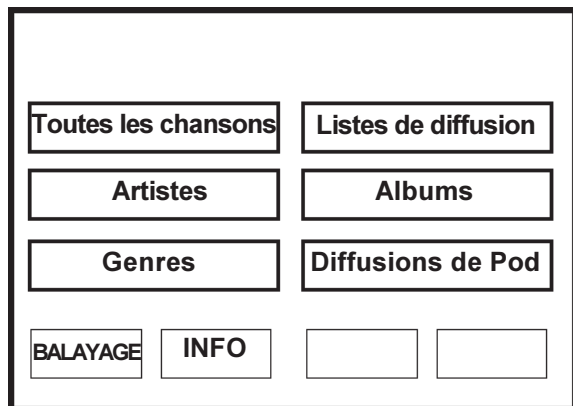 Toutes les chansons
Listes de diffusion
Artistes
Albums
Genres
Diffusions de Pod
BALAYAGE
INFO